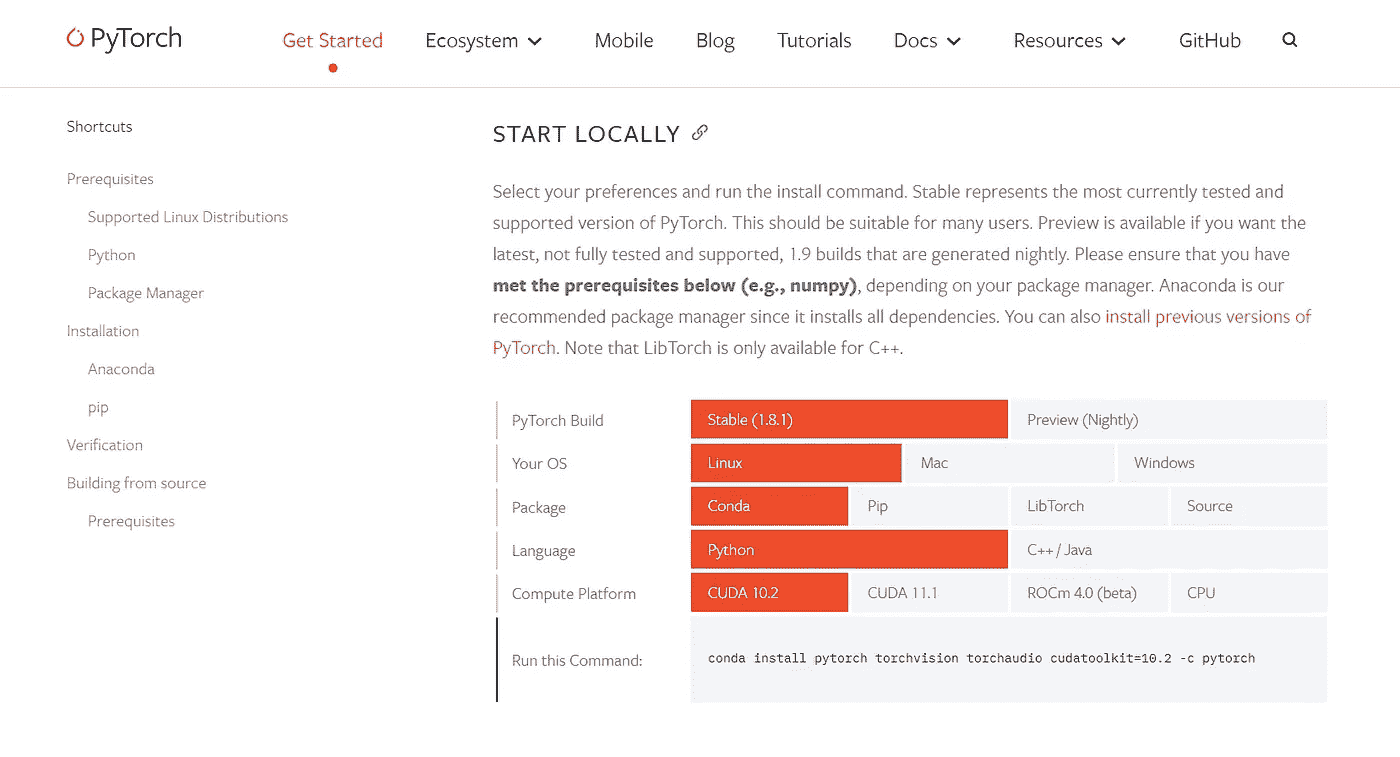 PyTorch
Get Started Ecosystem Mobile Blog Tutorials Docs Resources GitHub
Shortcuts
Prerequisites
Supported Linux Distributions
Python
Package Manager
Installation
Anaconda
pip
Verification
Building from source
Prerequisites
START LOCALLY
Select your preferences and run the install command. Stable represents the most currently tested and
supported version of PyTorch. This should be suitable for many users. Preview is available if you want the
latest, not fully tested and supported, 1.9 builds that are generated nightly. Please ensure that you have
met the prerequisites below (e.g., numpy), depending on your package manager. Anaconda is our
recommended package manager since it installs all dependencies. You can also install previous versions of
PyTorch. Note that LibTorch is only available for C++.
PyTorch Build Stable (1.8.1) Preview (Nightly)
Your OS Linux Mac Windows
Package Conda Pip LibTorch Source
Language Python C++ / Java
Compute Platform CUDA 10.2 CUDA 11.1 ROCm 4.0 (beta) CPU
Run this Command: conda install pytorch torchvision torchaudio cudatoolkit=10.2 -c pytorch